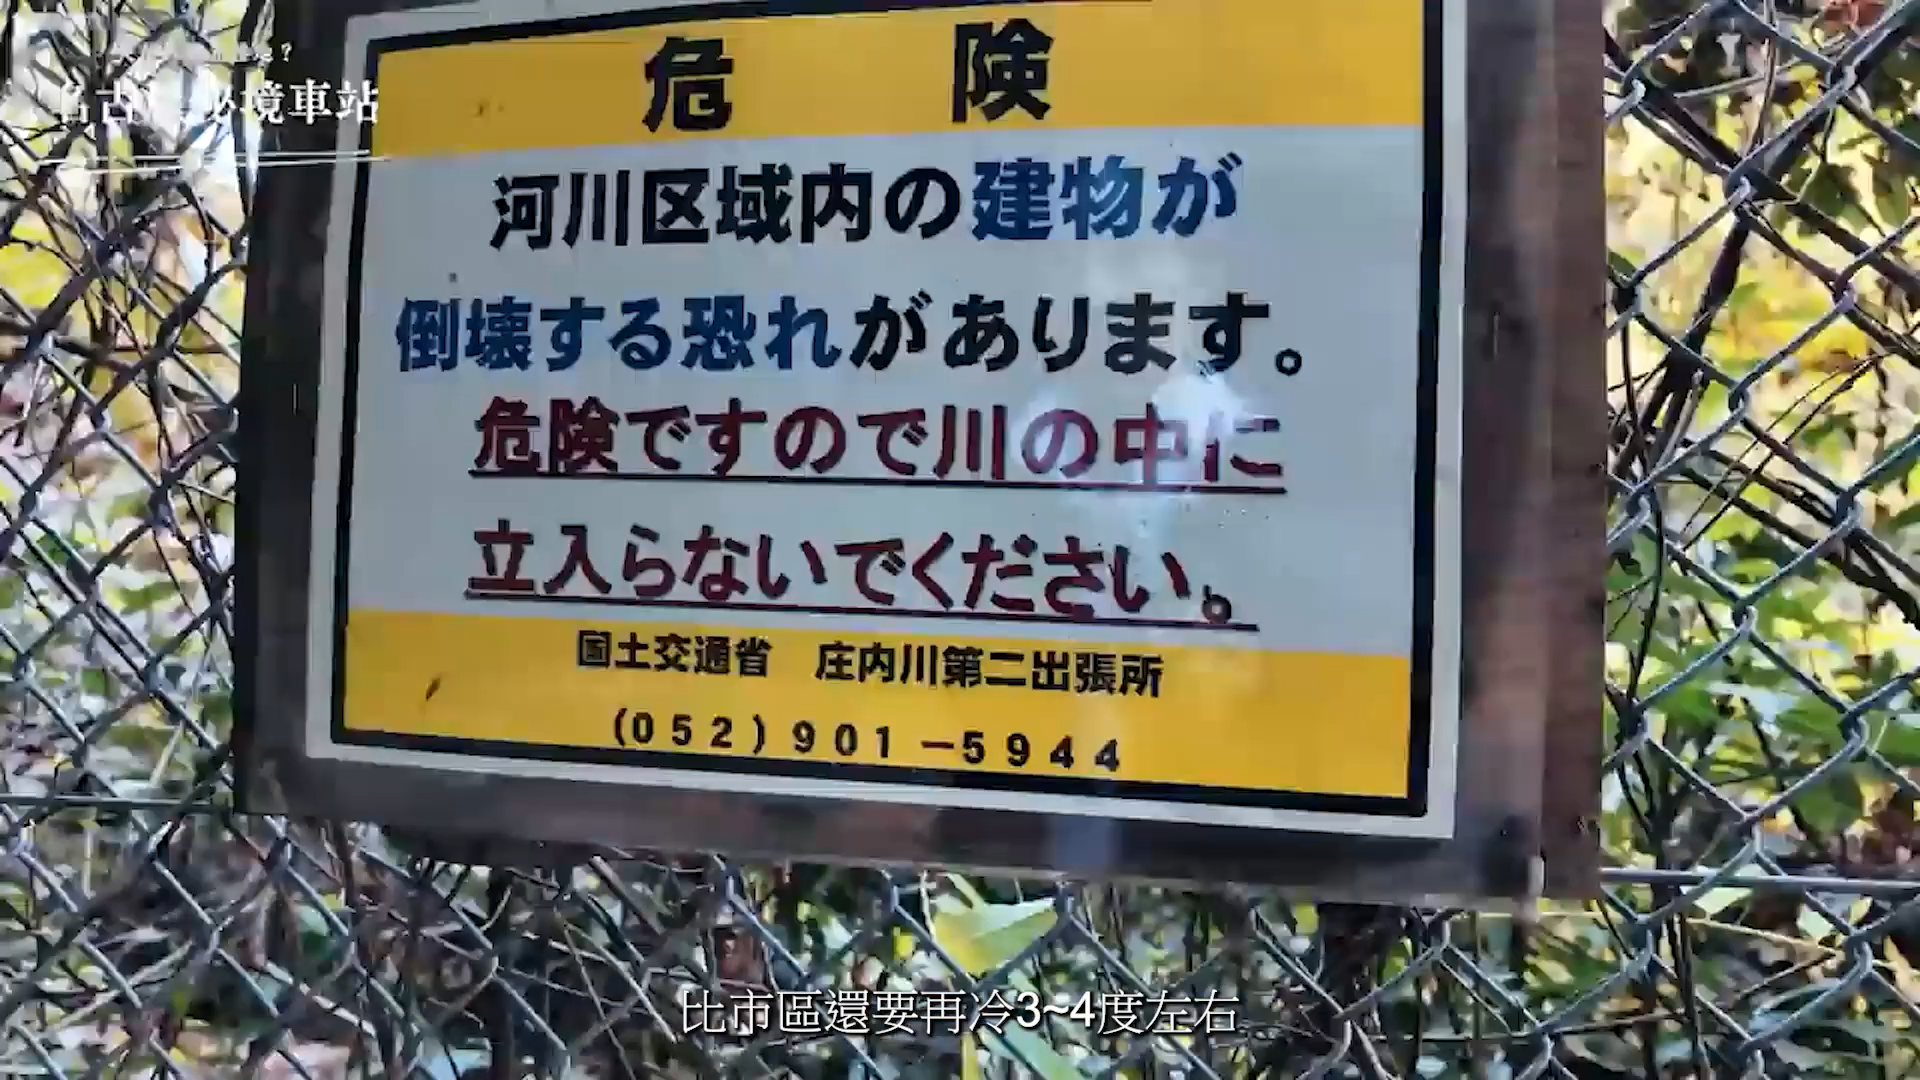 車站
危 険
河川区域内の建物が
倒壊する恐れがあります。
危険ですので川の中に
立入らないでください。
国土交通省 庄内川第二出張所
(052)901-5944
比市區還要再冷3~4度左右